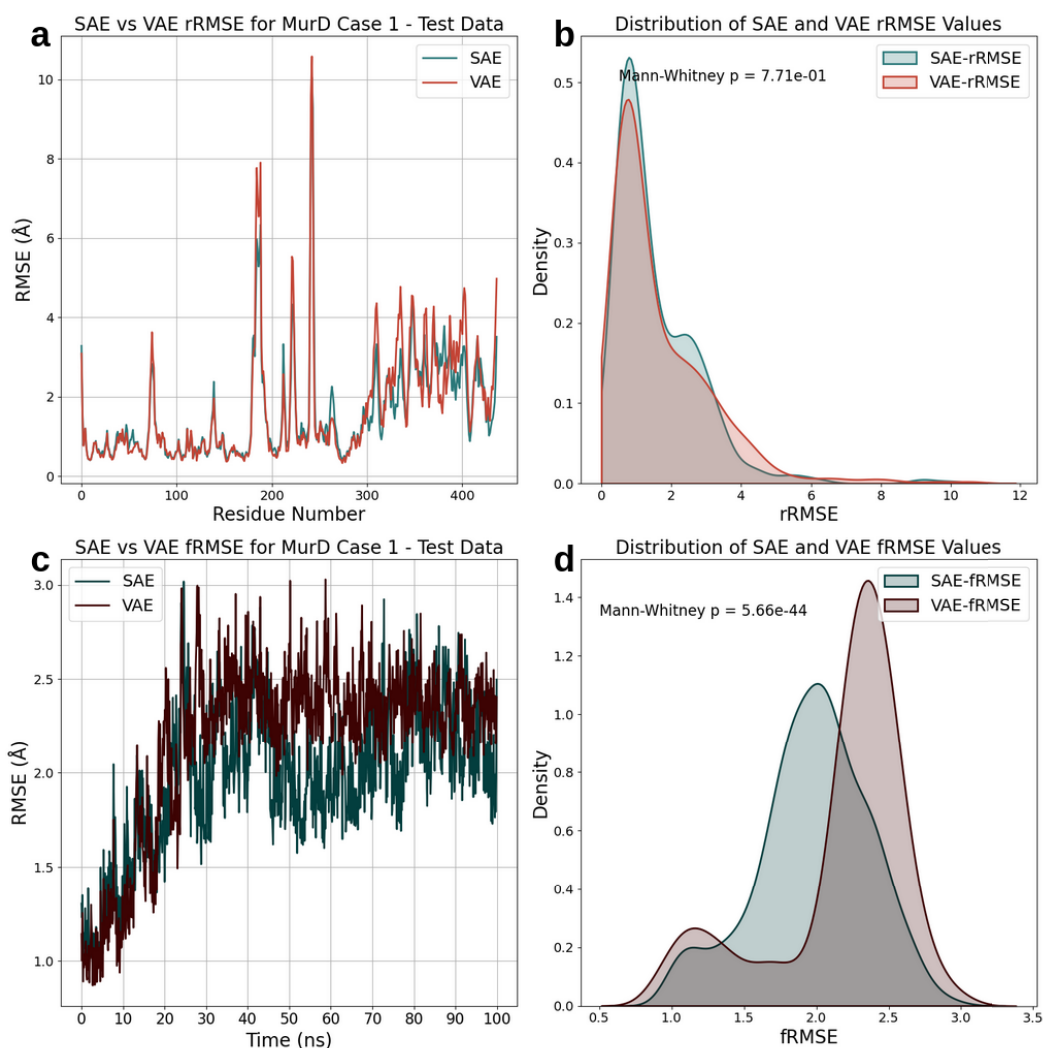 a
SAE vs VAE rRMSE for MurD Case 1 - Test Data
SAE
VAE
RMSE (Å)
10
8
6
4
2
0
0 100 200 300 400
Residue Number
b
Distribution of SAE and VAE rRMSE Values
Mann-Whitney p = 7.71e-01
SAE-rRMSE
VAE-rRMSE
Density
0.5
0.4
0.3
0.2
0.1
0.0
0 2 4 6 8 10 12
rRMSE
c
SAE vs VAE fRMSE for MurD Case 1 - Test Data
SAE
VAE
RMSE (Å)
3.0
2.5
2.0
1.5
1.0
0 10 20 30 40 50 60 70 80 90 100
Time (ns)
d
Distribution of SAE and VAE fRMSE Values
SAE-fRMSE
VAE-fRMSE
Mann-Whitney p = 5.66e-44
Density
1.4
1.2
1.0
0.8
0.6
0.4
0.2
0.0
0.5 1.0 1.5 2.0 2.5 3.0 3.5
fRMSE